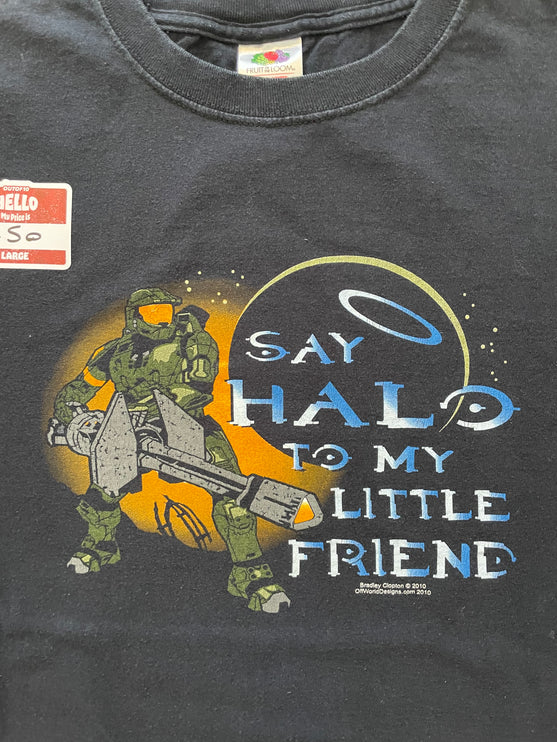 FRUIT OF THE LOOM
OUTOF10
HELLO
My Price is
50
LARGE
SAY
HALO
TO MY
LITTLE
FRIEND
Bradley Clopton © 2010
OffWorldDesigns.com 2010